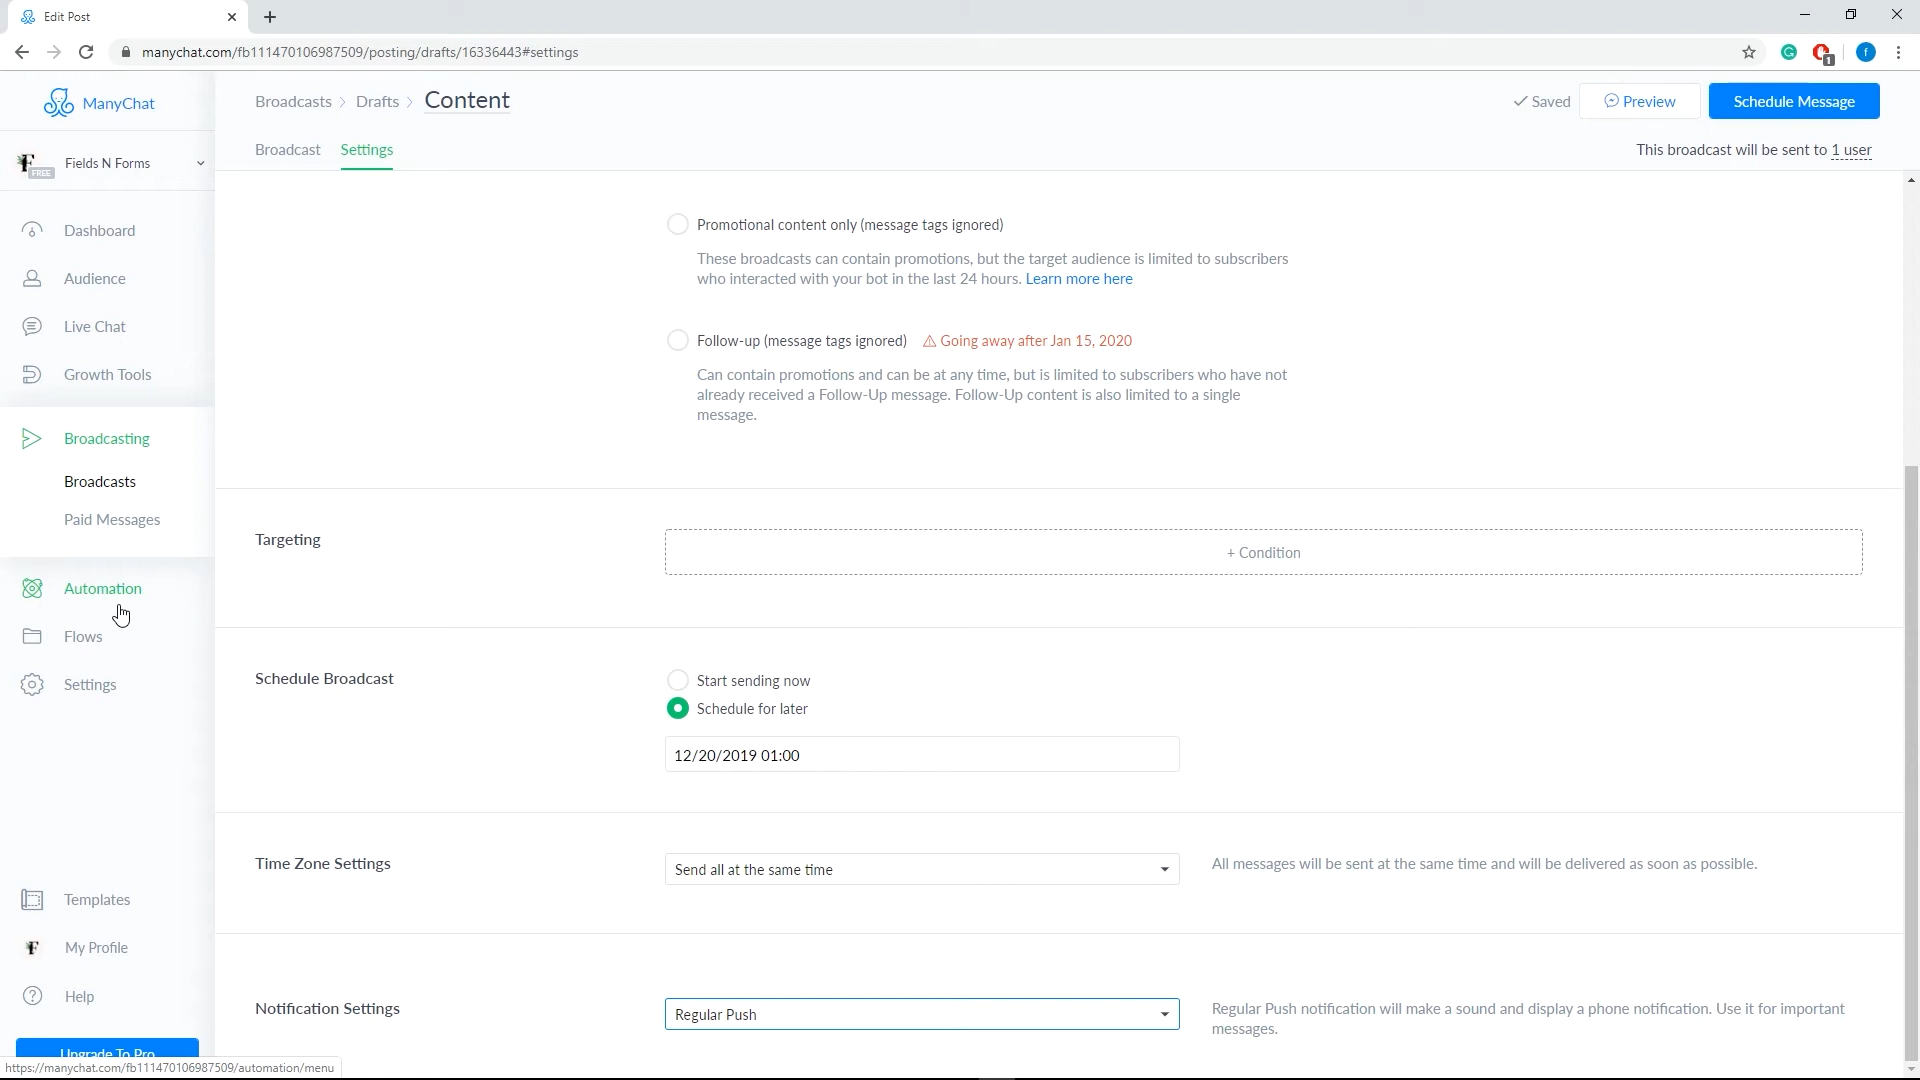 Edit Post
manychat.com/fb111470106987509/posting/drafts/16336443#settings
1
f
ManyChat
Broadcasts > Drafts > Content
Saved
Preview
Schedule Message
Broadcast
Settings
This broadcast will be sent to 1 user
F
FREE
Fields N Forms
Dashboard
Audience
Live Chat
Growth Tools
Broadcasting
Broadcasts
Paid Messages
Automation
Flows
Settings
Templates
F
My Profile
Help
Upgrade To Pro
https://manychat.com/fb111470106987509/automation/menu
Promotional content only (message tags ignored)
These broadcasts can contain promotions, but the target audience is limited to subscribers
who interacted with your bot in the last 24 hours. Learn more here
Follow-up (message tags ignored)
Going away after Jan 15, 2020
Can contain promotions and can be at any time, but is limited to subscribers who have not
already received a Follow-Up message. Follow-Up content is also limited to a single
message.
Targeting
+ Condition
Schedule Broadcast
Start sending now
Schedule for later
12/20/2019 01:00
Time Zone Settings
Send all at the same time
All messages will be sent at the same time and will be delivered as soon as possible.
Notification Settings
Regular Push
Regular Push notification will make a sound and display a phone notification. Use it for important
messages.